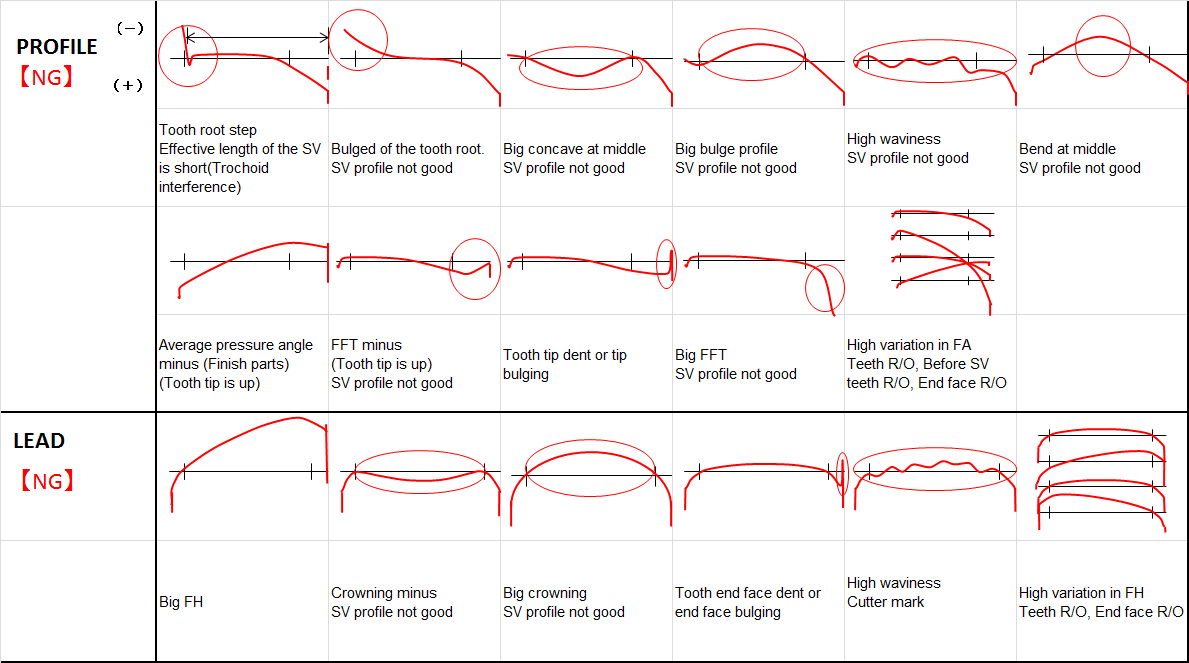 PROFILE
【NG】
(−)
(+)
Tooth root step
Effective length of the SV
is short(Trochoid
interference)
Bulged of the tooth root.
SV profile not good
Big concave at middle
SV profile not good
Big bulge profile
SV profile not good
High waviness
SV profile not good
Bend at middle
SV profile not good
Average pressure angle
minus (Finish parts)
(Tooth tip is up)
FFT minus
(Tooth tip is up)
SV profile not good
Tooth tip dent or tip
bulging
Big FFT
SV profile not good
High variation in FA
Teeth R/O, Before SV
teeth R/O, End face R/O
LEAD
【NG】
Big FH
Crowning minus
SV profile not good
Big crowning
SV profile not good
Tooth end face dent or
end face bulging
High waviness
Cutter mark
High variation in FH
Teeth R/O, End face R/O